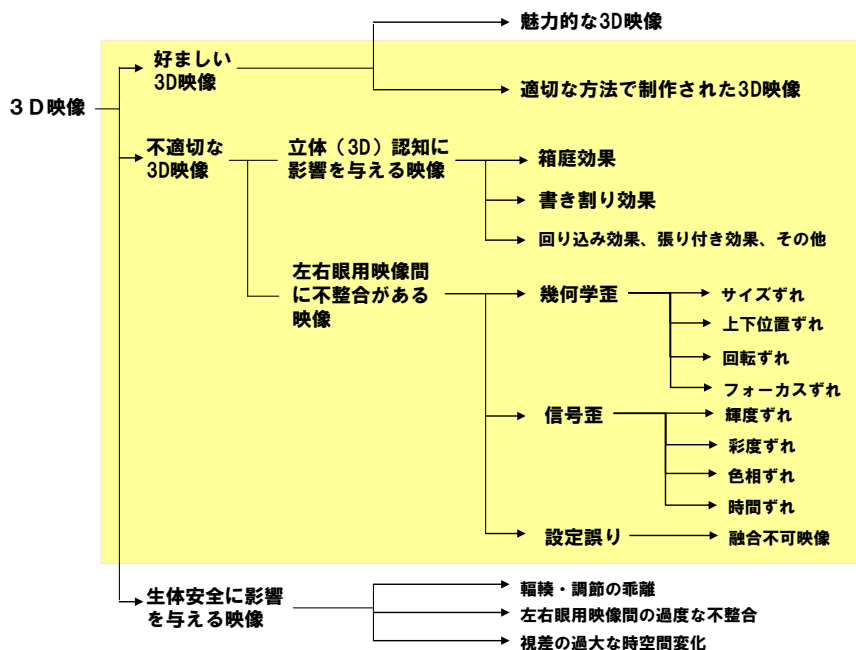 ３Ｄ映像
好ましい
3D映像
魅力的な3D映像
適切な方法で制作された3D映像
不適切な
3D映像
立体（3D）認知に
影響を与える映像
箱庭効果
書き割り効果
回り込み効果、張り付き効果、その他
左右眼用映像間
に不整合がある
映像
幾何学歪
サイズずれ
上下位置ずれ
回転ずれ
フォーカスずれ
信号歪
輝度ずれ
彩度ずれ
色相ずれ
時間ずれ
設定誤り
融合不可映像
生体安全に影響
を与える映像
輻輳・調節の乖離
左右眼用映像間の過度な不整合
視差の過大な時空間変化